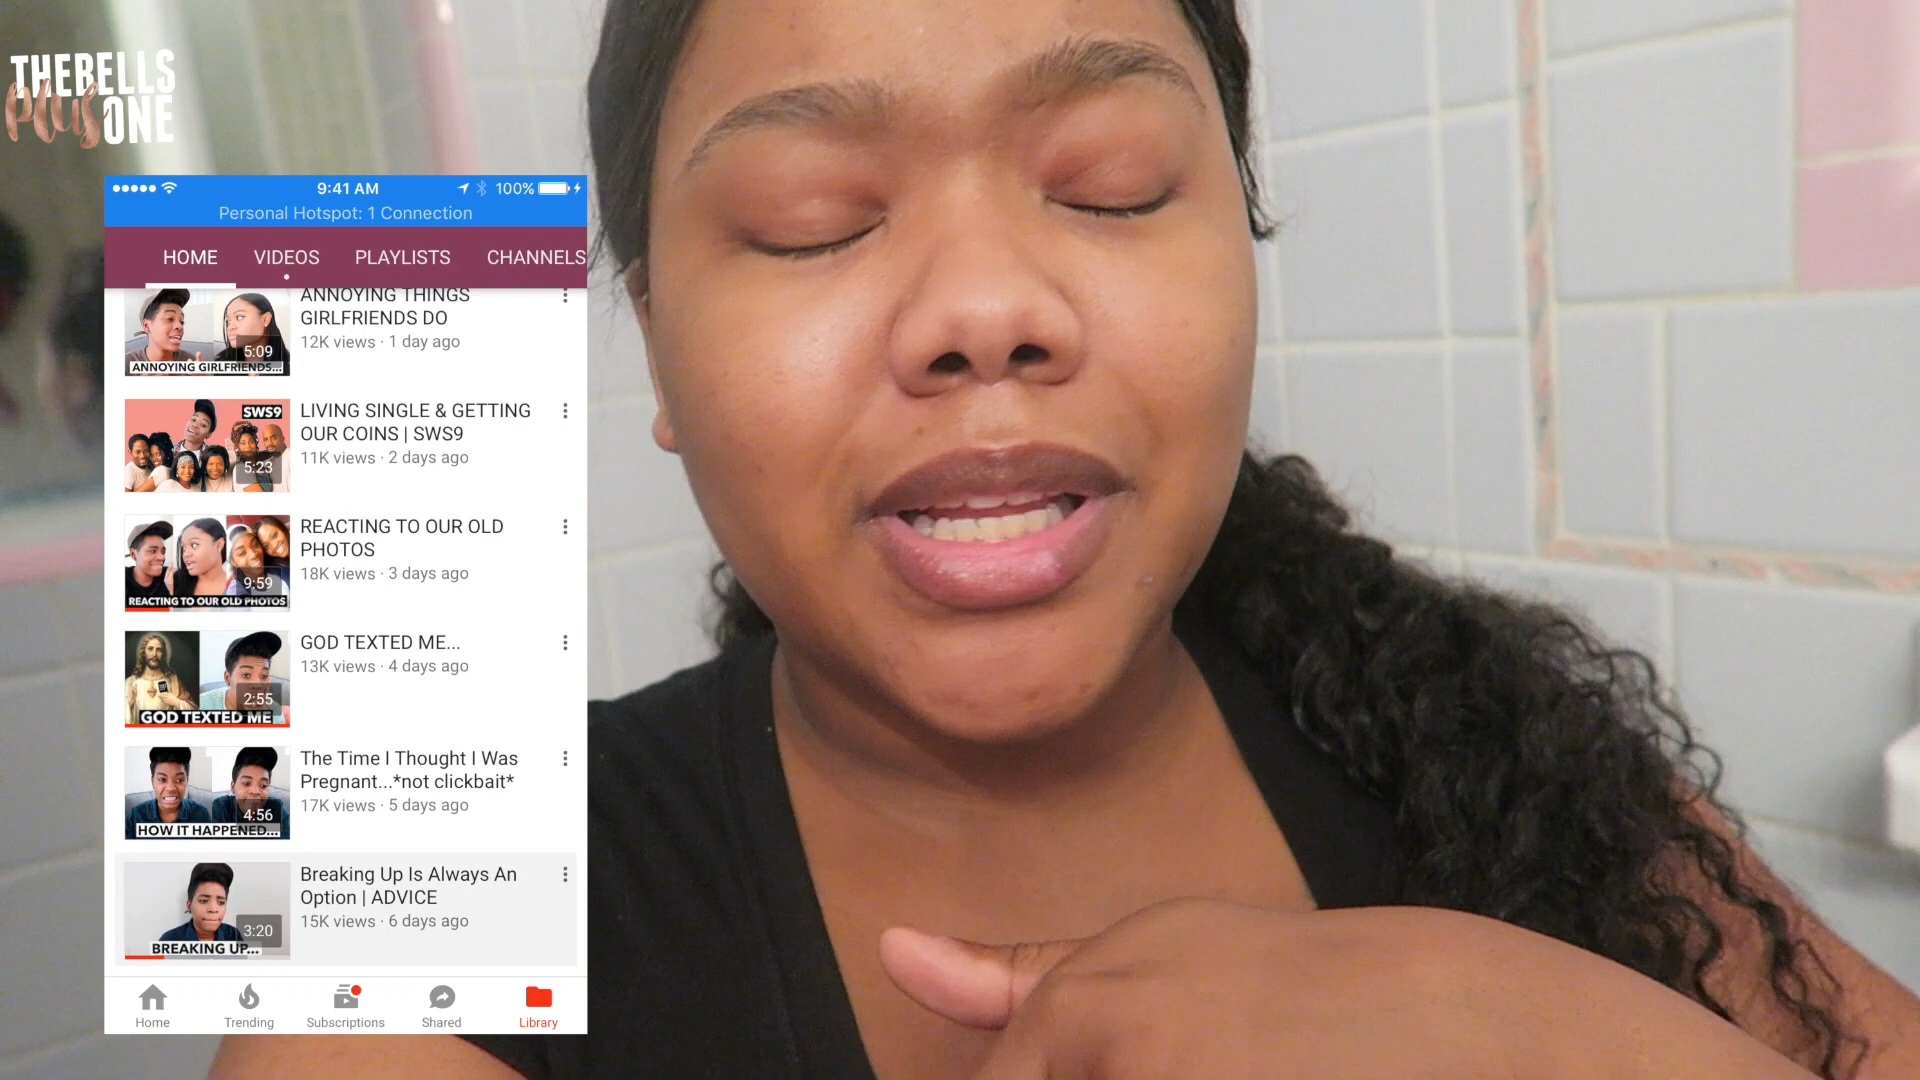 THEBELLS
plus ONE
9:41 AM
100%
Personal Hotspot: 1 Connection
HOME VIDEOS PLAYLISTS CHANNELS
ANNOYING THINGS
GIRLFRIENDS DO
12K views · 1 day ago
5:09
ANNOYING GIRLFRIENDS...
SWS9
5:23
LIVING SINGLE & GETTING
OUR COINS | SWS9
11K views · 2 days ago
9:59
REACTING TO OUR OLD PHOTOS
REACTING TO OUR OLD
PHOTOS
18K views · 3 days ago
2:55
GOD TEXTED ME
GOD TEXTED ME...
13K views · 4 days ago
4:56
HOW IT HAPPENED...
The Time I Thought I Was
Pregnant...*not clickbait*
17K views · 5 days ago
3:20
BREAKING UP...
Breaking Up Is Always An
Option | ADVICE
15K views · 6 days ago
Home Trending Subscriptions Shared Library